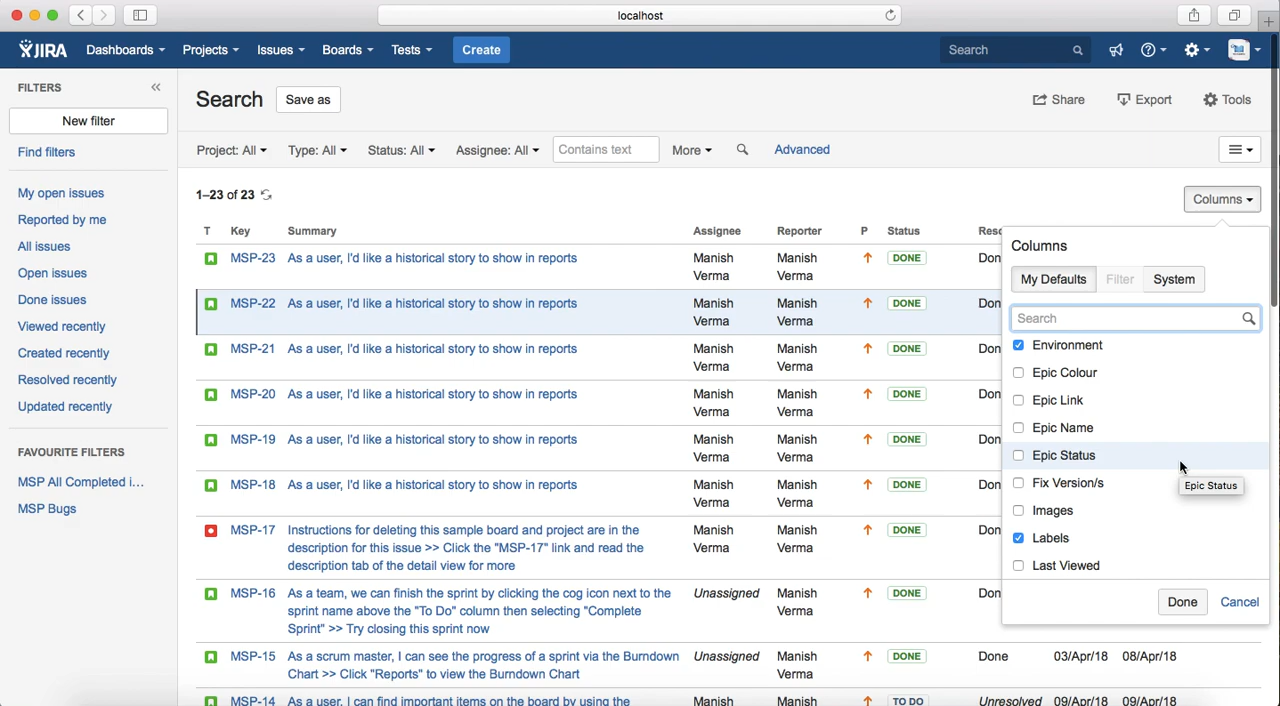 localhost
JIRA Dashboards Projects Issues Boards Tests Create Search
FILTERS
New filter
Find filters
My open issues
Reported by me
All issues
Open issues
Done issues
Viewed recently
Created recently
Resolved recently
Updated recently
FAVOURITE FILTERS
MSP All Completed i...
MSP Bugs
Search Save as Share Export Tools
Project: All Type: All Status: All Assignee: All Contains text More Advanced
1–23 of 23 Columns
T Key Summary Assignee Reporter P Status Reso
MSP-23 As a user, I'd like a historical story to show in reports Manish Manish DONE Don
Verma Verma
MSP-22 As a user, I'd like a historical story to show in reports Manish Manish DONE Don
Verma Verma
MSP-21 As a user, I'd like a historical story to show in reports Manish Manish DONE Don
Verma Verma
MSP-20 As a user, I'd like a historical story to show in reports Manish Manish DONE Don
Verma Verma
MSP-19 As a user, I'd like a historical story to show in reports Manish Manish DONE Don
Verma Verma
MSP-18 As a user, I'd like a historical story to show in reports Manish Manish DONE Don
Verma Verma
MSP-17 Instructions for deleting this sample board and project are in the Manish Manish DONE Don
description for this issue >> Click the "MSP-17" link and read the Verma Verma
description tab of the detail view for more
MSP-16 As a team, we can finish the sprint by clicking the cog icon next to the Unassigned Manish DONE Don
sprint name above the "To Do" column then selecting "Complete Verma
Sprint" >> Try closing this sprint now
MSP-15 As a scrum master, I can see the progress of a sprint via the Burndown Unassigned Manish DONE Done 03/Apr/18 08/Apr/18
Chart >> Click "Reports" to view the Burndown Chart Verma
MSP-14 As a user, I can find important items on the board by using the Manish Manish TO DO Unresolved 09/Apr/18 09/Apr/18
Columns
My Defaults Filter System
Search
Environment
Epic Colour
Epic Link
Epic Name
Epic Status
Fix Version/s
Epic Status
Images
Labels
Last Viewed
Done Cancel